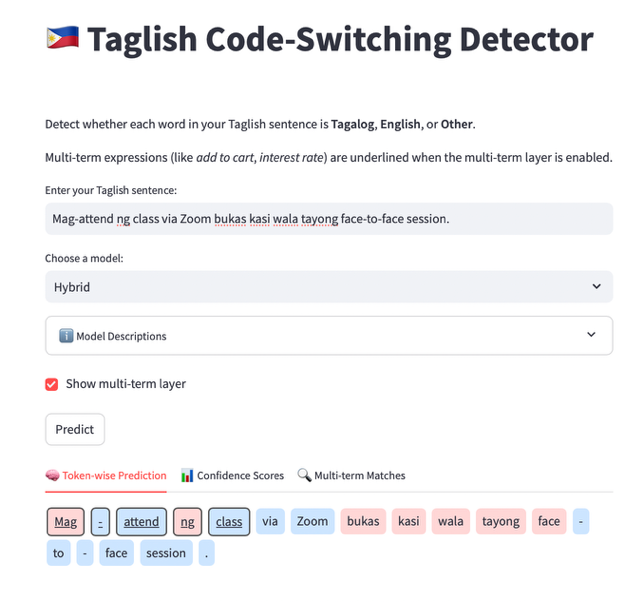 🇵🇭 Taglish Code-Switching Detector
Detect whether each word in your Taglish sentence is Tagalog, English, or Other.
Multi-term expressions (like add to cart, interest rate) are underlined when the multi-term layer is enabled.
Enter your Taglish sentence:
Mag-attend ng class via Zoom bukas kasi wala tayong face-to-face session.
Choose a model:
Hybrid
ℹ️ Model Descriptions
Show multi-term layer
Predict
🧠 Token-wise Prediction 📊 Confidence Scores 🔍 Multi-term Matches
Mag - attend ng class via Zoom bukas kasi wala tayong face -
to - face session .